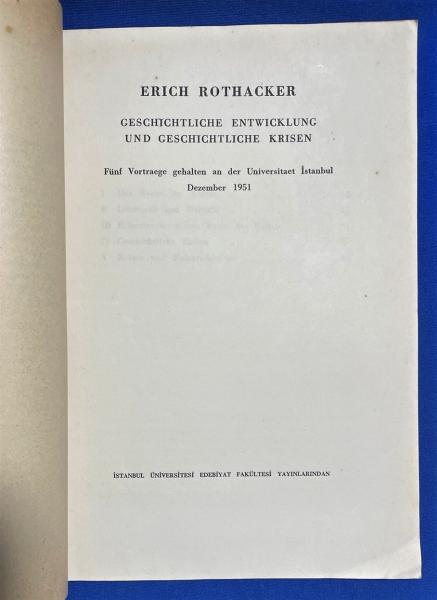 ERICH ROTHACKER
GESCHICHTLICHE ENTWICKLUNG
UND GESCHICHTLICHE KRISEN
Fünf Vortraege gehalten an der Universitaet İstanbul
Dezember 1951
İSTANBUL ÜNİVERSİTESİ EDEBİYAT FAKÜLTESİ YAYINLARINDAN